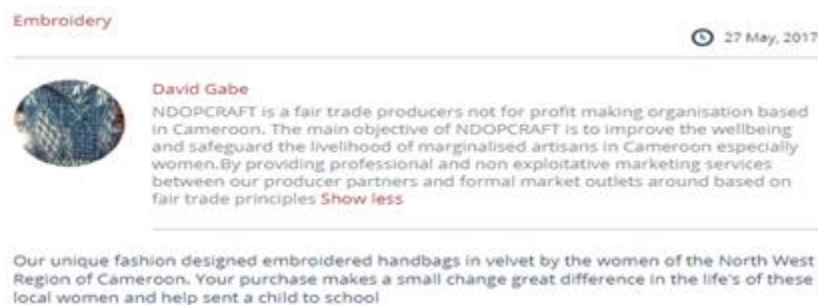 Embroidery
27 May, 2017
David Gabe
NDOPCRAFT is a fair trade producers not for profit making organisation based
in Cameroon. The main objective of NDOPCRAFT is to improve the wellbeing
and safeguard the livelihood of marginalised artisans in Cameroon especially
women.By providing professional and non exploitative marketing services
between our producer partners and formal market outlets around based on
fair trade principles Show less
Our unique fashion designed embroidered handbags in velvet by the women of the North West
Region of Cameroon. Your purchase makes a small change great difference in the life's of these
local women and help sent a child to school